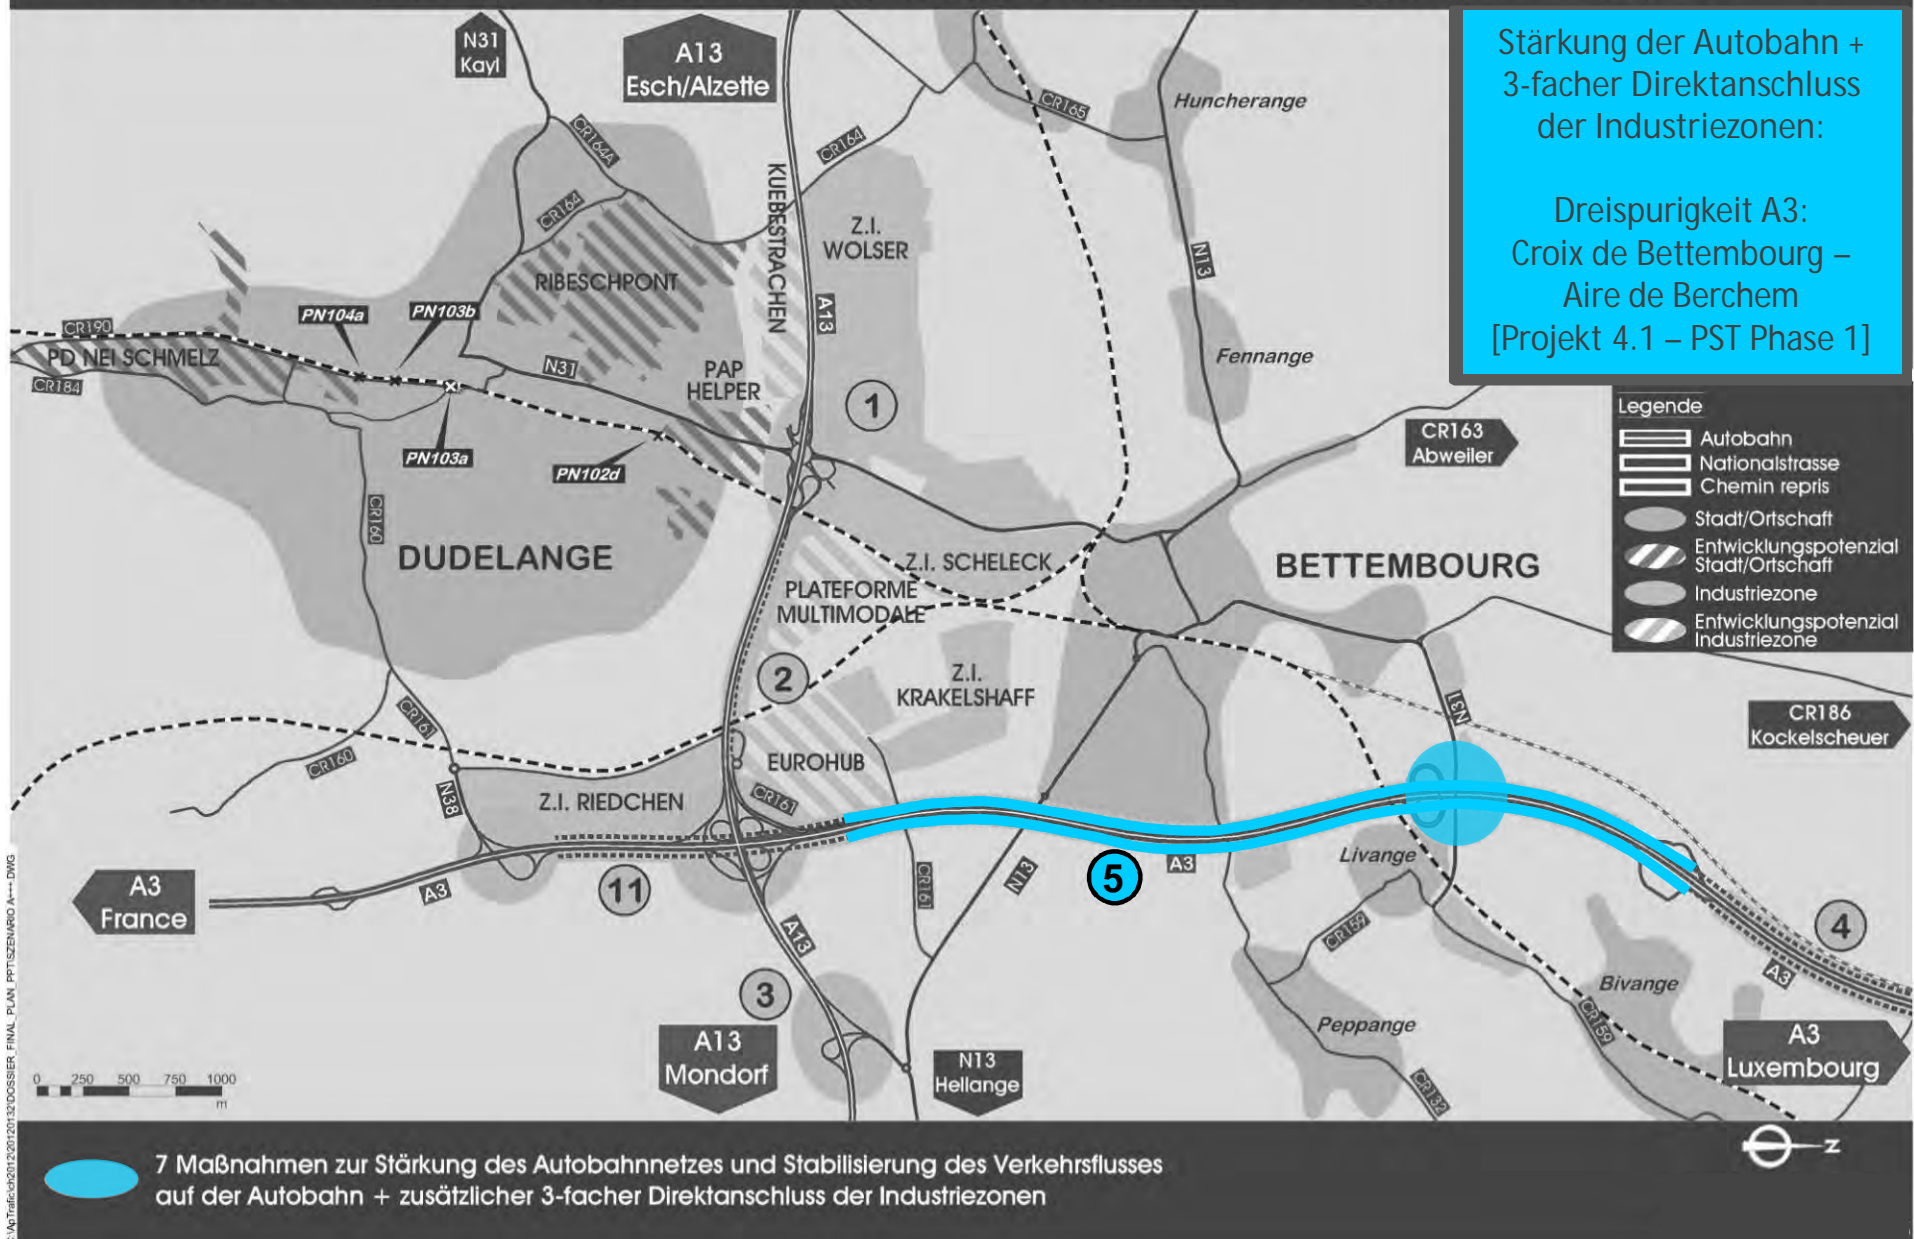 N31
Kayl
A13
Esch/Alzette
Stärkung der Autobahn +
3-facher Direktanschluss
der Industriezonen:
Dreispurigkeit A3:
Croix de Bettembourg –
Aire de Berchem
[Projekt 4.1 – PST Phase 1]
CR165
Huncherange
CR164A
CR164
KUEBESTRACHEN
CR164
Z.I.
WOLSER
N13
RIBESCHPONT
A13
CR190
PN104a
PN103b
PD NEI SCHMELZ
CR184
N31
PAP
HELPER
Fennange
1
PN103a
PN102d
CR163
Abweiler
Legende
Autobahn
Nationalstrasse
Chemin repris
Stadt/Ortschaft
Entwicklungspotenzial
Stadt/Ortschaft
Industriezone
Entwicklungspotenzial
Industriezone
CR160
DUDELANGE
Z.I. SCHELECK
BETTEMBOURG
PLATEFORME
MULTIMODALE
2
Z.I.
KRAKELSHAFF
N31
CR186
Kockelscheuer
CR161
CR160
EUROHUB
N38
Z.I. RIEDCHEN
CR161
Livange
A3
France
A3
11
CR161
N13
5
A3
4
A3
A13
CR159
3
Bivange
Peppange
CR159
A13
Mondorf
N13
Hellange
A3
Luxembourg
CR132
0 250 500 750 1000
m
N
7 Maßnahmen zur Stärkung des Autobahnnetzes und Stabilisierung des Verkehrsflusses
auf der Autobahn + zusätzlicher 3-facher Direktanschluss der Industriezonen